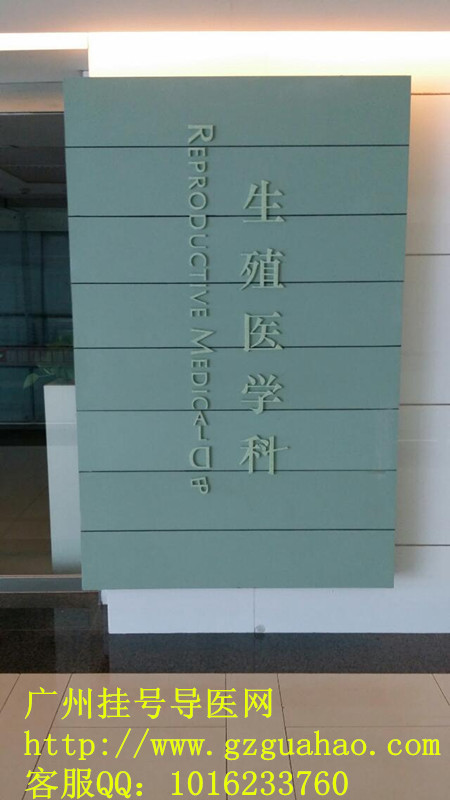 生殖医学科
REPRODUCTIVE MEDICAL DEP
广州挂号导医网
http://www.gzguahao.com
客服QQ：1016233760